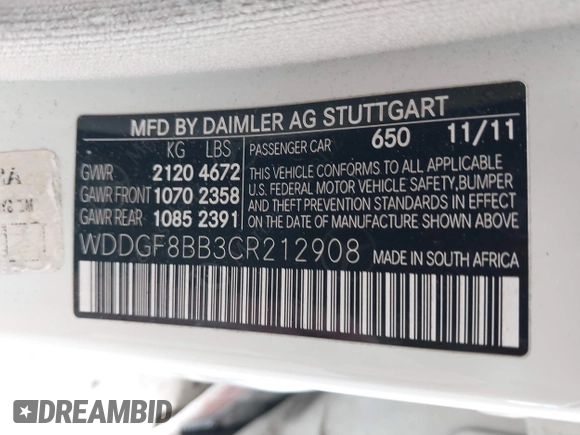 MFD BY DAIMLER AG STUTTGART
KG LBS PASSENGER CAR 650 11/11
GVWR 2120 4672
GAWR FRONT 1070 2358
GAWR REAR 1085 2391
THIS VEHICLE CONFORMS TO ALL APPLICABLE
U.S. FEDERAL MOTOR VEHICLE SAFETY, BUMPER
AND THEFT PREVENTION STANDARDS IN EFFECT
ON THE DATE OF MANUFACTURE SHOWN ABOVE
WDDGF8BB3CR212908 MADE IN SOUTH AFRICA
DREAMBID